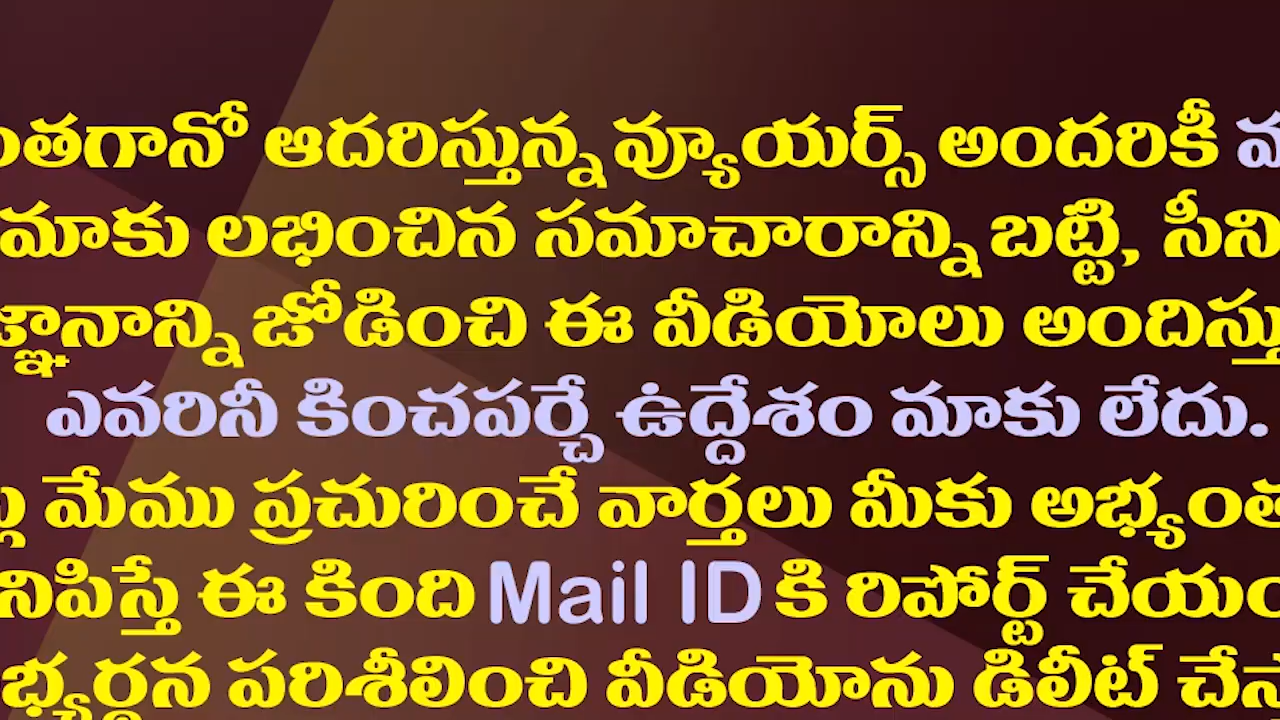 ఆదరిస్తున్న వ్యూయర్స్ అందరికీ
మాకు లభించిన సమాచారాన్ని బట్టి,
జోడించి ఈ వీడియోలు
ఎవరినీ కించపర్చే ఉద్దేశం మాకు లేదు.
మేము ప్రచురించే వార్తలు మీకు
ఈ కింది Mail ID కి రిపోర్ట్
పరిశీలించి వీడియోను డిలీట్